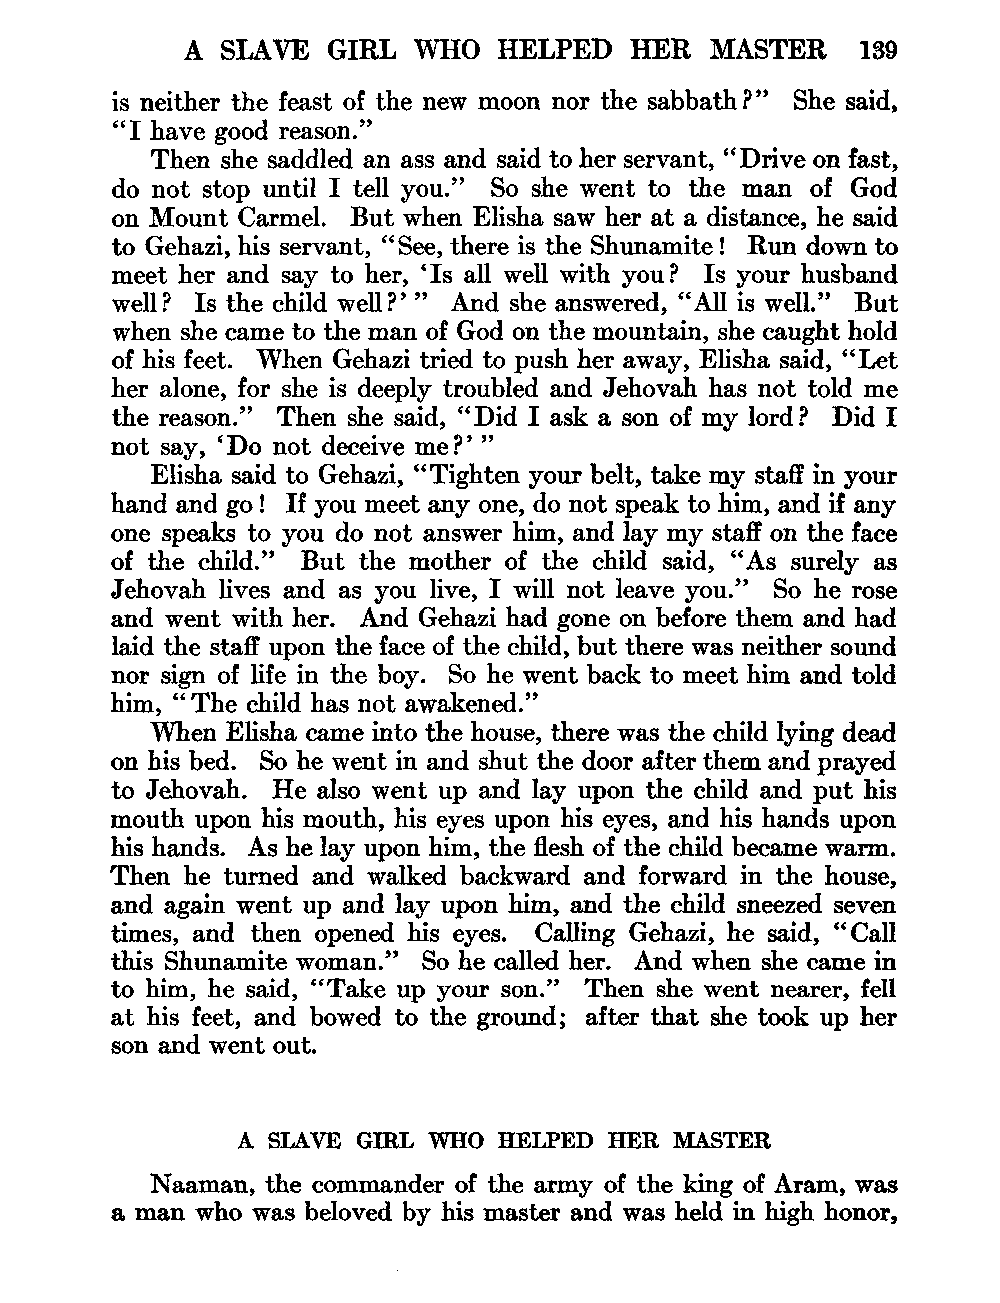 A SLAVE GIRL WHO HELPED HER MASTER 139
is neither the feast of the new moon nor the sabbath?” She said,
“I have good reason.”
Then she saddled an ass and said to her servant, “Drive on fast,
do not stop until I tell you.” So she went to the man of God
on Mount Carmel. But when Elisha saw her at a distance, he said
to Gehazi, his servant, “See, there is the Shunamite! Run down to
meet her and say to her, ‘Is all well with you? Is your husband
well? Is the child well?’ ” And she answered, “All is well.” But
when she came to the man of God on the mountain, she caught hold
of his feet. When Gehazi tried to push her away, Elisha said, “Let
her alone, for she is deeply troubled and Jehovah has not told me
the reason.” Then she said, “Did I ask a son of my lord? Did I
not say, ‘Do not deceive me?’ ”
Elisha said to Gehazi, “Tighten your belt, take my staff in your
hand and go! If you meet any one, do not speak to him, and if any
one speaks to you do not answer him, and lay my staff on the face
of the child.” But the mother of the child said, “As surely as
Jehovah lives and as you live, I will not leave you.” So he rose
and went with her. And Gehazi had gone on before them and had
laid the staff upon the face of the child, but there was neither sound
nor sign of life in the boy. So he went back to meet him and told
him, “The child has not awakened.”
When Elisha came into the house, there was the child lying dead
on his bed. So he went in and shut the door after them and prayed
to Jehovah. He also went up and lay upon the child and put his
mouth upon his mouth, his eyes upon his eyes, and his hands upon
his hands. As he lay upon him, the flesh of the child became warm.
Then he turned and walked backward and forward in the house,
and again went up and lay upon him, and the child sneezed seven
times, and then opened his eyes. Calling Gehazi, he said, “Call
this Shunamite woman.” So he called her. And when she came in
to him, he said, “Take up your son.” Then she went nearer, fell
at his feet, and bowed to the ground; after that she took up her
son and went out.
A SLAVE GIRL WHO HELPED HER MASTER
Naaman, the commander of the army of the king of Aram, was
a man who was beloved by his master and was held in high honor,